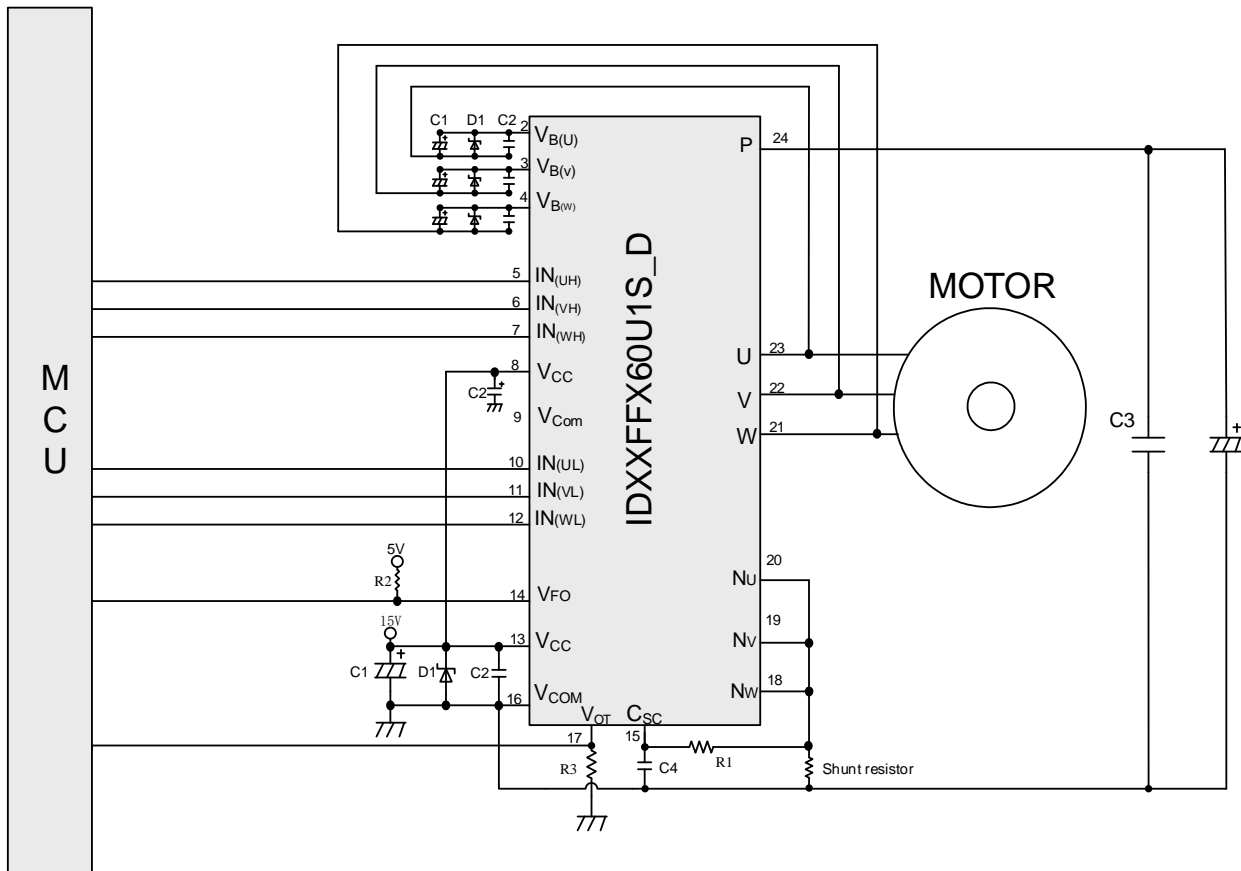 MCU
C1 D1 C2
2 VB(U)
3 VB(v)
4 VB(W)
5 IN(UH)
6 IN(VH)
7 IN(WH)
8 VCC
C2
9 VCom
10 IN(UL)
11 IN(VL)
12 IN(WL)
5V
R2
14 VFO
15V
13 VCC
C1 D1 C2
16 VCOM
VOT
17
CSC
15
R3
C4
R1
Shunt resistor
IDXXFFX60U1S_D
P 24
MOTOR
U 23
V 22
W 21
C3
NU 20
NV 19
NW 18